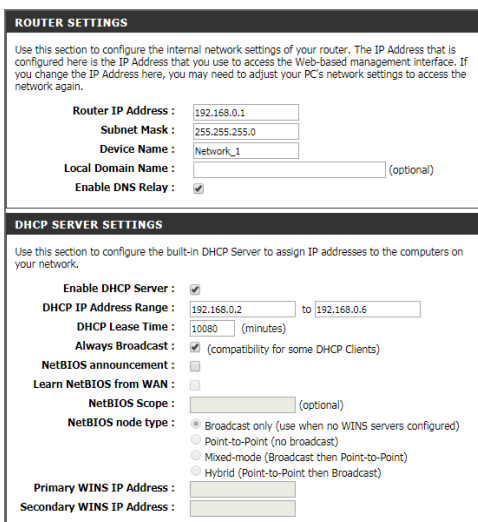 ROUTER SETTINGS
Use this section to configure the internal network settings of your router. The IP Address that is
configured here is the IP Address that you use to access the Web-based management interface. If
you change the IP Address here, you may need to adjust your PC's network settings to access the
network again.
Router IP Address : 192.168.0.1
Subnet Mask : 255.255.255.0
Device Name : Network_1
Local Domain Name : (optional)
Enable DNS Relay :
DHCP SERVER SETTINGS
Use this section to configure the built-in DHCP Server to assign IP addresses to the computers on
your network.
Enable DHCP Server :
DHCP IP Address Range : 192.168.0.2 to 192.168.0.6
DHCP Lease Time : 10080 (minutes)
Always Broadcast : (compatibility for some DHCP Clients)
NetBIOS announcement :
Learn NetBIOS from WAN :
NetBIOS Scope : (optional)
NetBIOS node type : Broadcast only (use when no WINS servers configured)
Point-to-Point (no broadcast)
Mixed-mode (Broadcast then Point-to-Point)
Hybrid (Point-to-Point then Broadcast)
Primary WINS IP Address :
Secondary WINS IP Address :